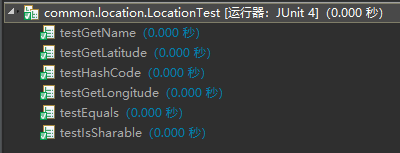 common.location.LocationTest [运行器：JUnit 4] (0.000 秒)
testGetName (0.000 秒)
testGetLatitude (0.000 秒)
testHashCode (0.000 秒)
testGetLongitude (0.000 秒)
testEquals (0.000 秒)
testIsSharable (0.000 秒)